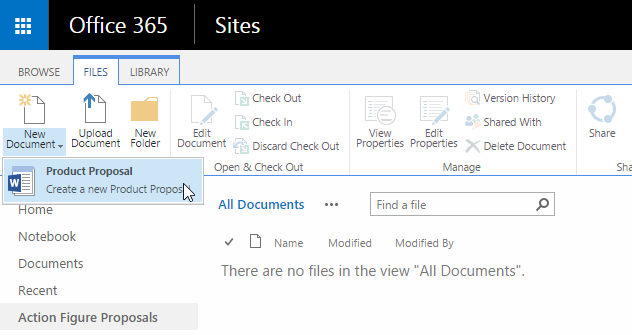 Office 365 Sites
BROWSE FILES LIBRARY
New Document
Upload Document
New Folder
Edit Document
Check Out
Check In
Discard Check Out
Open & Check Out
View Properties
Edit Properties
Version History
Shared With
Delete Document
Manage
Share
Sha
Product Proposal
Create a new Product Propos
W
Home
Notebook
Documents
Recent
Action Figure Proposals
All Documents ••• Find a file
Name Modified Modified By
There are no files in the view "All Documents".